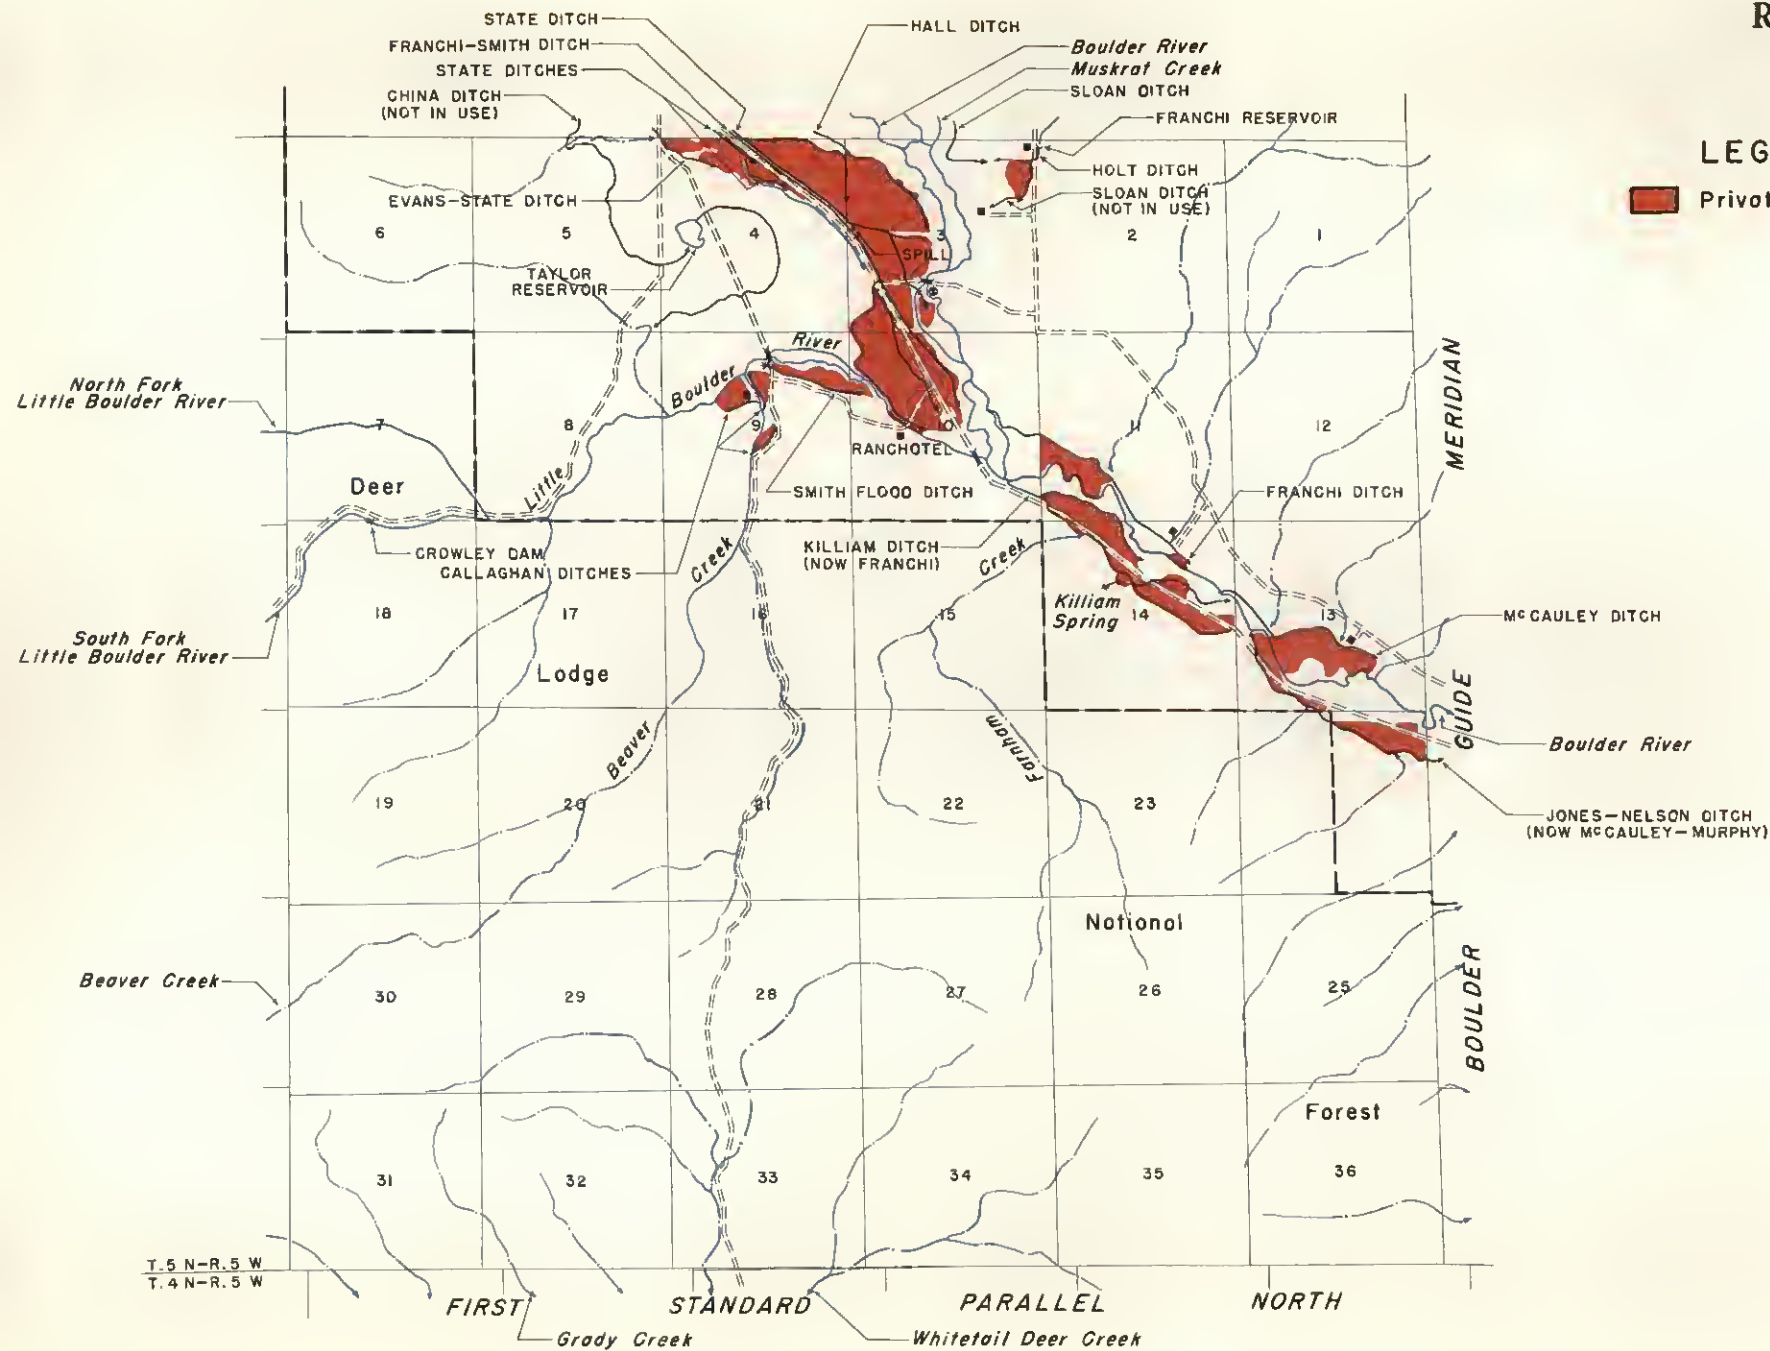 R
STATE DITCH
FRANCHI-SMITH DITCH
STATE DITCHES
CHINA DITCH
(NOT IN USE)
HALL DITCH
Boulder River
Muskrat Creek
SLOAN DITCH
FRANCHI RESERVOIR
HOLT DITCH
SLOAN DITCH
(NOT IN USE)
LEG
Privat
EVANS-STATE DITCH
6
5
4
3
2
1
SPILL
TAYLOR
RESERVOIR
River
Boulder
Little
North Fork
Little Boulder River
7
8
9
10
11
12
MERIDIAN
RANCHOTEL
Deer
SMITH FLOOD DITCH
FRANCHI DITCH
CROWLEY DAM
CALLAGHAN DITCHES
Creek
KILLIAM DITCH
(NOW FRANCHI)
Creek
Killiam
Spring
18
17
16
15
14
13
McCAULEY DITCH
South Fork
Little Boulder River
Lodge
GUIDE
Beaver
Farnham
Boulder River
19
20
21
22
23
JONES-NELSON DITCH
(NOW McCAULEY-MURPHY)
National
Beaver Creek
30
29
28
27
26
25
BOULDER
Forest
31
32
33
34
35
36
T.5 N-R.5 W
T.4 N-R.5 W
FIRST STANDARD PARALLEL NORTH
Grady Creek
Whitetail Deer Creek